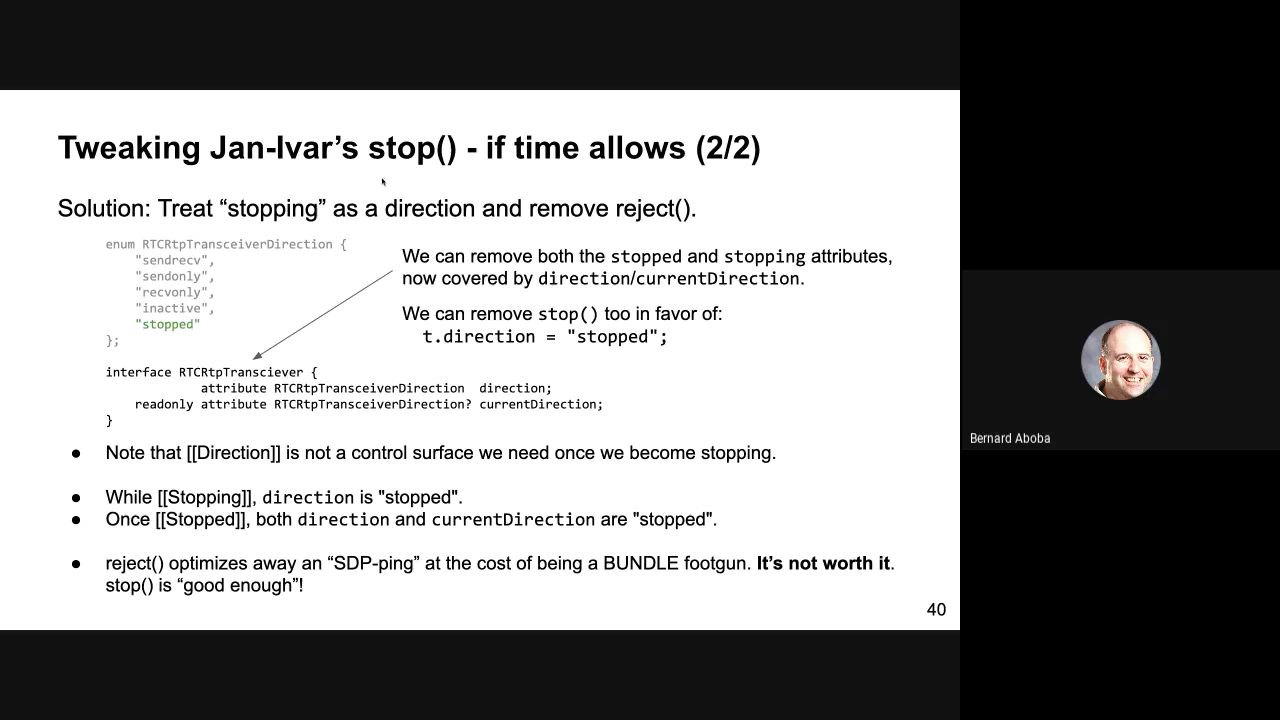 Tweaking Jan-Ivar’s stop() - if time allows (2/2)
Solution: Treat “stopping” as a direction and remove reject().
enum RTCRtpTransceiverDirection {
"sendrecv",
"sendonly",
"recvonly",
"inactive",
"stopped"
};
We can remove both the stopped and stopping attributes,
now covered by direction/currentDirection.
We can remove stop() too in favor of:
t.direction = "stopped";
interface RTCRtpTransciever {
attribute RTCRtpTransceiverDirection direction;
readonly attribute RTCRtpTransceiverDirection? currentDirection;
}
● Note that [[Direction]] is not a control surface we need once we become stopping.
● While [[Stopping]], direction is "stopped".
● Once [[Stopped]], both direction and currentDirection are "stopped".
● reject() optimizes away an “SDP-ping” at the cost of being a BUNDLE footgun. It’s not worth it.
stop() is “good enough”!
40
Bernard Aboba